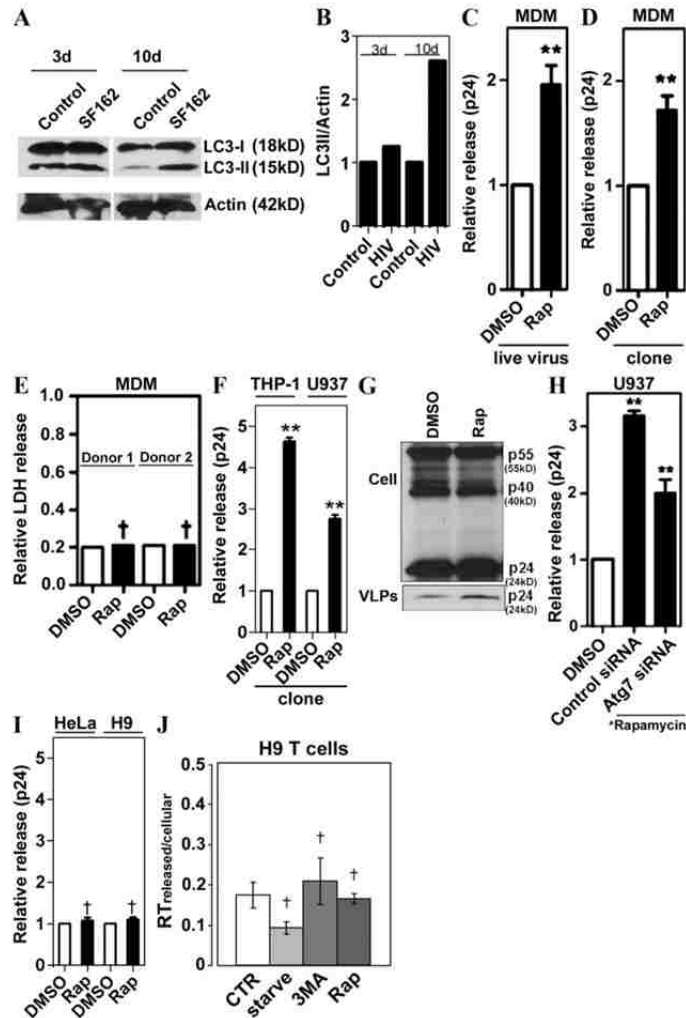 A
3d 10d
Control SF162 Control SF162
LC3-I (18kD)
LC3-II (15kD)
Actin (42kD)
B
LC3II/Actin
3
2
1
0
3d 10d
Control HIV Control HIV
C
MDM
Relative release (p24)
2
1
0
**
DMSO Rap
live virus
D
MDM
Relative release (p24)
2
1
0
**
DMSO Rap
clone
E
MDM
Relative LDH release
1.0
0.8
0.6
0.4
0.2
0
Donor 1 Donor 2
† †
DMSO Rap DMSO Rap
F
THP-1 U937
Relative release (p24)
5
4
3
2
1
0
** **
DMSO Rap DMSO Rap
clone
G
DMSO Rap
Cell
p55
(55kD)
p40
(40kD)
p24
(24kD)
VLPs
p24
(24kD)
H
U937
Relative release (p24)
3
2
1
0
** **
DMSO Control siRNA Atg7 siRNA
*Rapamycin
I
HeLa H9
Relative release (p24)
5
4
3
2
1
0
† †
DMSO Rap DMSO Rap
J
H9 T cells
RTreleased/cellular
0.5
0.4
0.3
0.2
0.1
0
† † †
CTR starve 3MA Rap